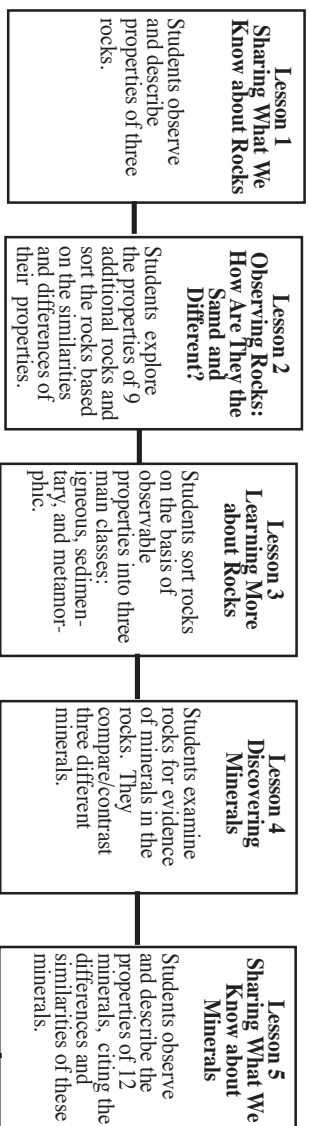 Lesson 1
Sharing What We
Know about Rocks
Students observe
and describe
properties of three
rocks.
Lesson 2
Observing Rocks:
How Are They the
Samd and
Different?
Students explore
the properties of 9
additional rocks and
sort the rocks based
on the similarities
and differences of
their properties.
Lesson 3
Learning More
about Rocks
Students sort rocks
on the basis of
observable
properties into three
main classes:
igneous, sedimen-
tary, and metamor-
phic.
Lesson 4
Discovering
Minerals
Students examine
rocks for evidence
of minerals in the
rocks. They
compare/contrast
three different
minerals.
Lesson 5
Sharing What We
Know about
Minerals
Students observe
and describe the
properties of 12
minerals, citing the
differences and
similarities of these
minerals.